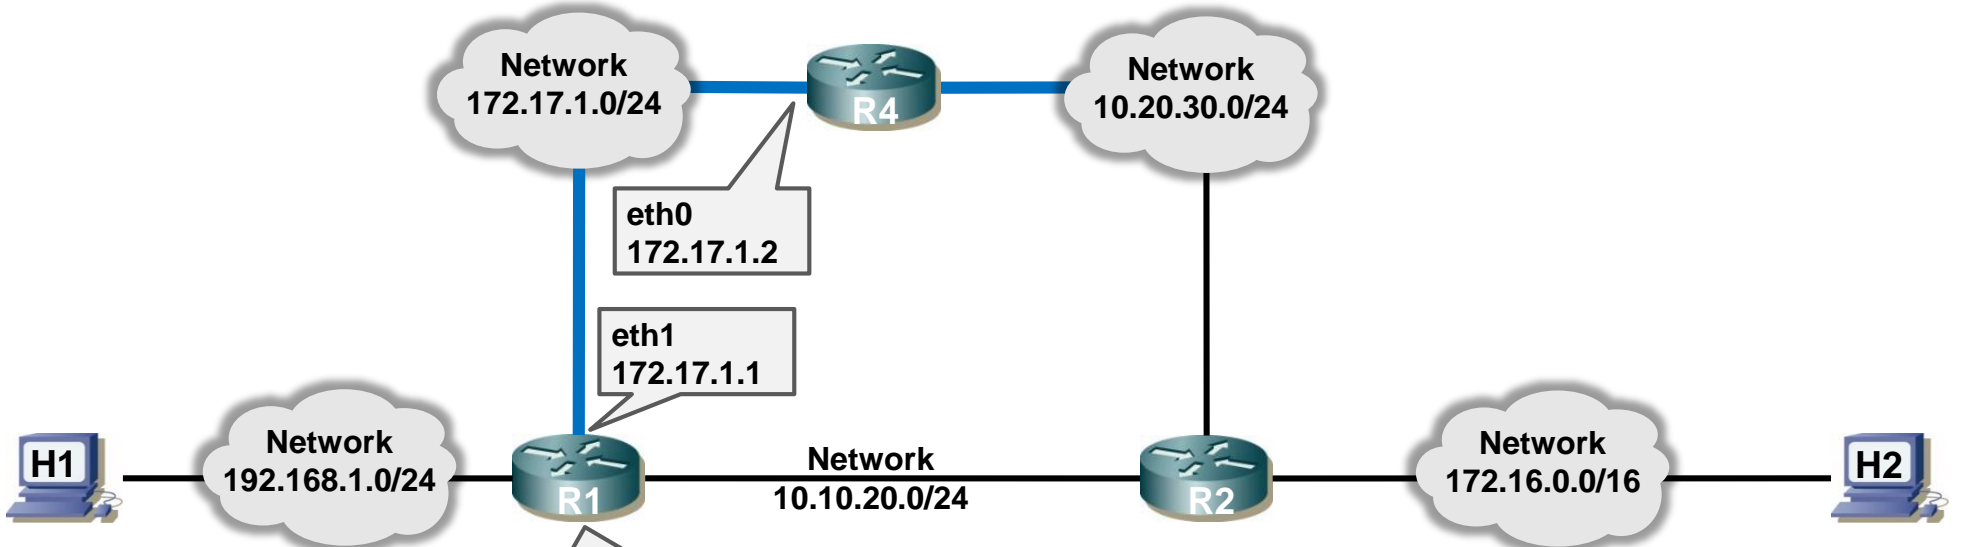 Network
172.17.1.0/24
R4
Network
10.20.30.0/24
eth0
172.17.1.2
eth1
172.17.1.1
H1
Network
192.168.1.0/24
R1
Network
10.10.20.0/24
R2
Network
172.16.0.0/16
H2